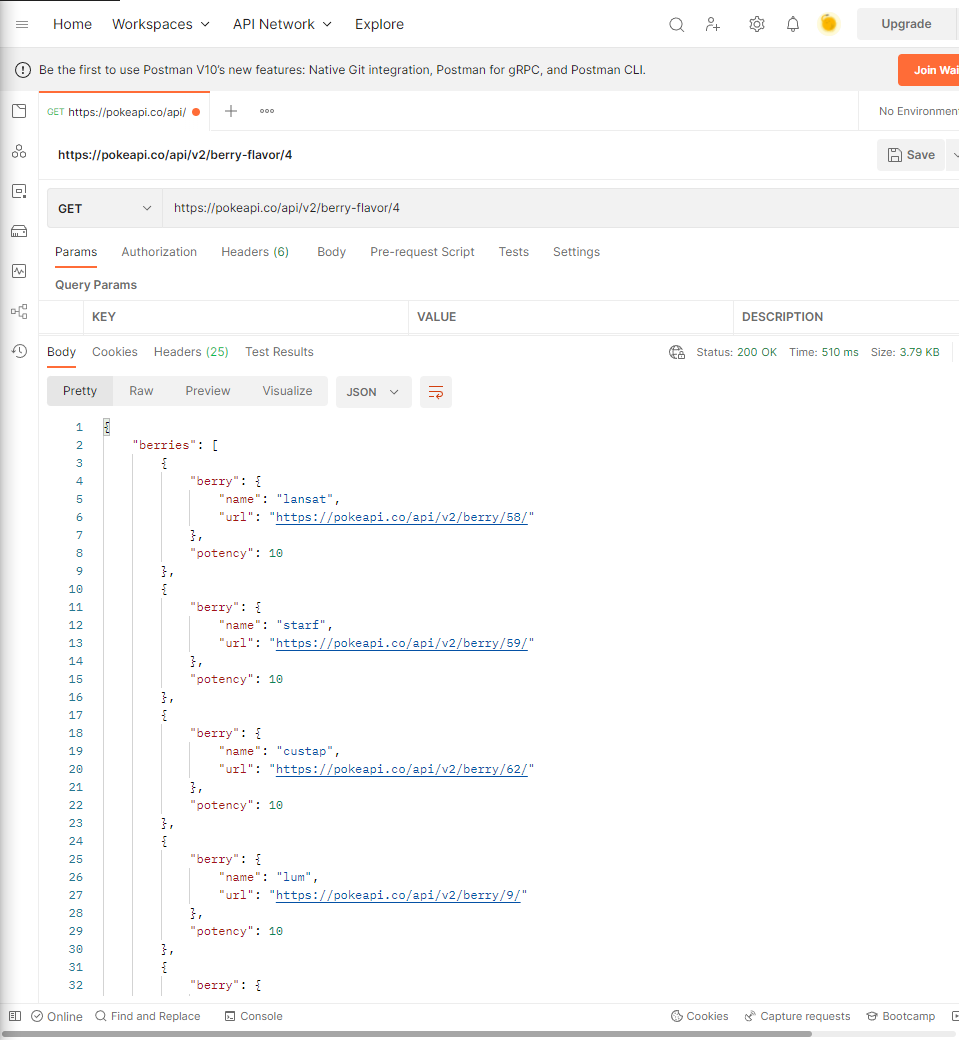 Home Workspaces API Network Explore Upgrade
Be the first to use Postman V10's new features: Native Git integration, Postman for gRPC, and Postman CLI. Join Wai
GET https://pokeapi.co/api/ No Environmen
https://pokeapi.co/api/v2/berry-flavor/4 Save
GET https://pokeapi.co/api/v2/berry-flavor/4
Params Authorization Headers (6) Body Pre-request Script Tests Settings
Query Params
KEY VALUE DESCRIPTION
Body Cookies Headers (25) Test Results Status: 200 OK Time: 510 ms Size: 3.79 KB
Pretty Raw Preview Visualize JSON
1 {
2 "berries": [
3 {
4 "berry": {
5 "name": "lansat",
6 "url": "https://pokeapi.co/api/v2/berry/58/"
7 },
8 "potency": 10
9 },
10 {
11 "berry": {
12 "name": "starf",
13 "url": "https://pokeapi.co/api/v2/berry/59/"
14 },
15 "potency": 10
16 },
17 {
18 "berry": {
19 "name": "custap",
20 "url": "https://pokeapi.co/api/v2/berry/62/"
21 },
22 "potency": 10
23 },
24 {
25 "berry": {
26 "name": "lum",
27 "url": "https://pokeapi.co/api/v2/berry/9/"
28 },
29 "potency": 10
30 },
31 {
32 "berry": {
Online Find and Replace Console Cookies Capture requests Bootcamp